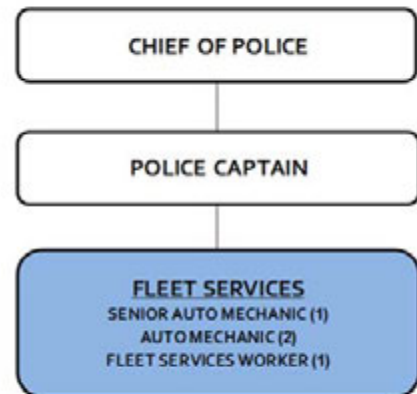 CHIEF OF POLICE
POLICE CAPTAIN
FLEET SERVICES
SENIOR AUTO MECHANIC (1)
AUTO MECHANIC (2)
FLEET SERVICES WORKER (1)